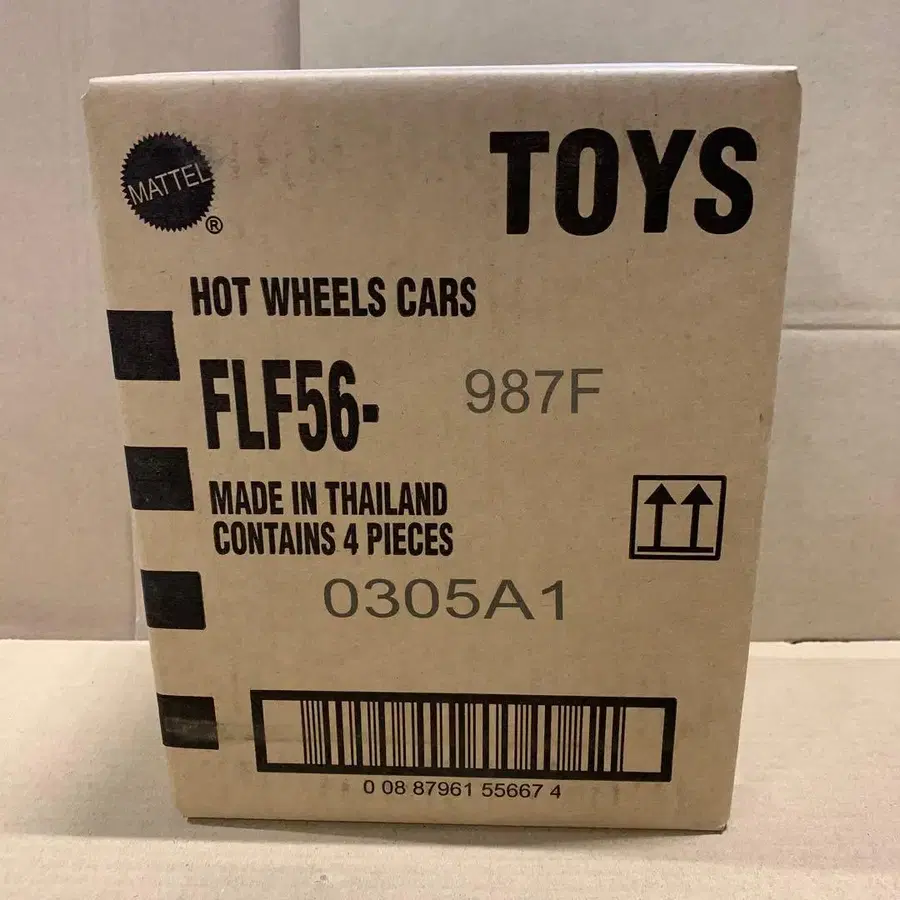 MATTEL
®
TOYS
HOT WHEELS CARS
FLF56- 987F
MADE IN THAILAND
CONTAINS 4 PIECES
0305A1
0 08 87961 55667 4